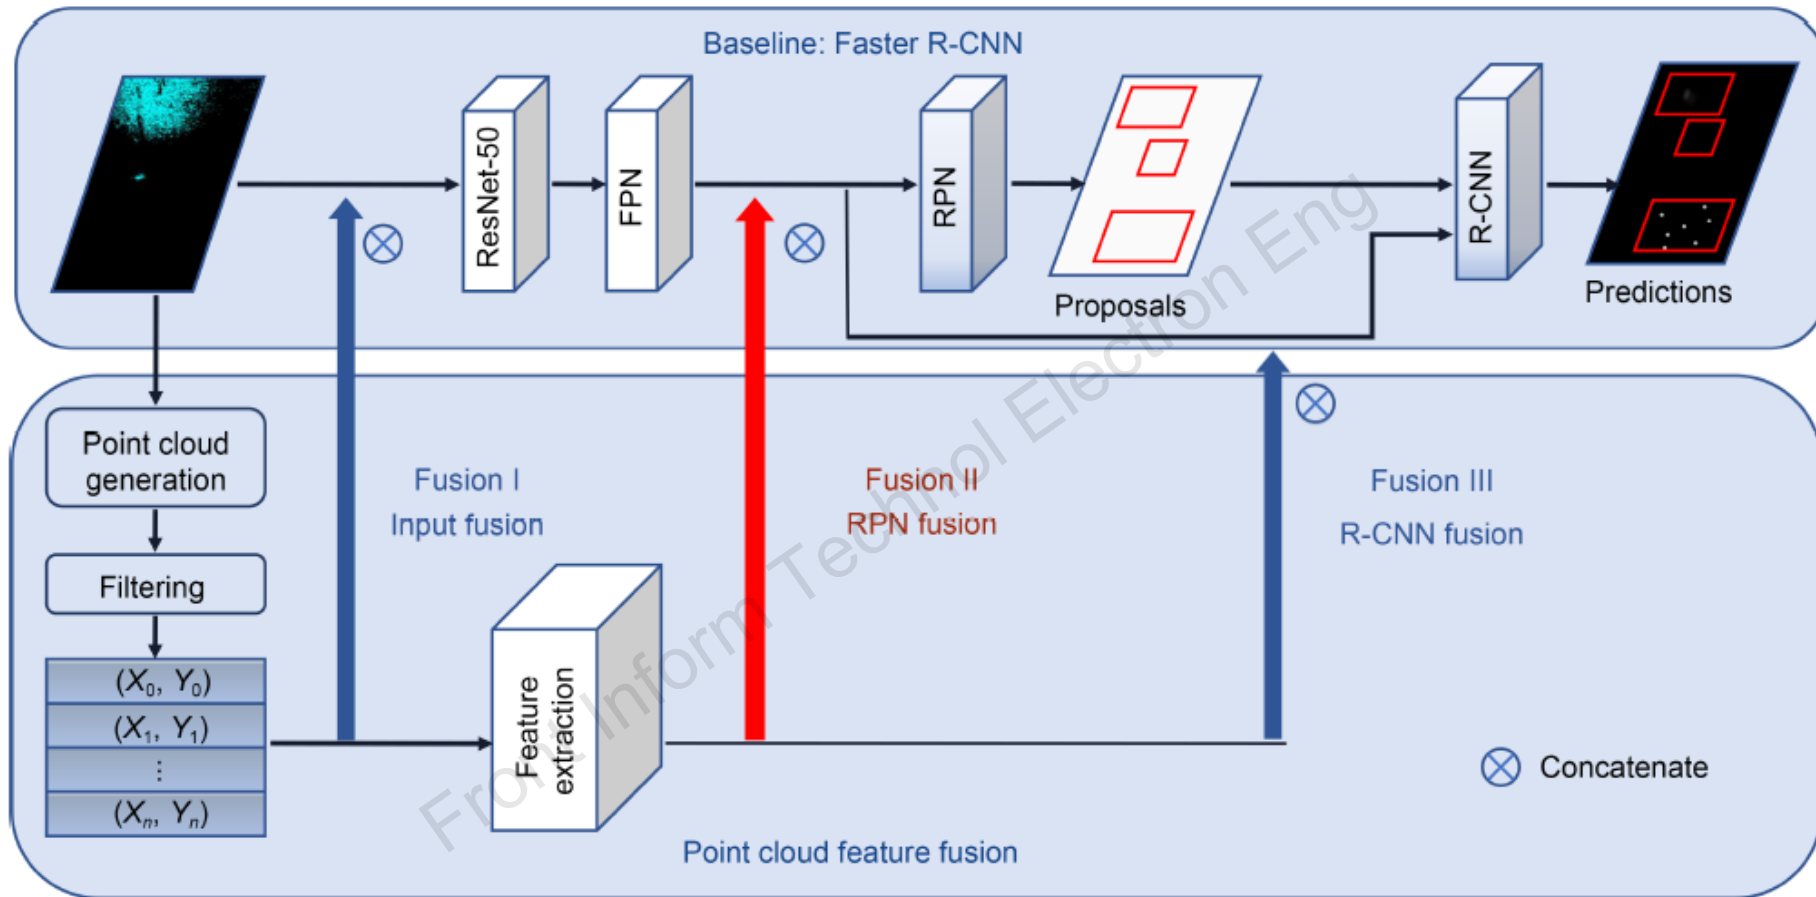 Baseline: Faster R-CNN
ResNet-50
FPN
RPN
Proposals
R-CNN
Predictions
Point cloud
generation
Filtering
(X₀, Y₀)
(X₁, Y₁)
⋮
(Xₙ, Yₙ)
Fusion I
Input fusion
Feature
extraction
Fusion II
RPN fusion
Fusion III
R-CNN fusion
Concatenate
Point cloud feature fusion
Front Inform Technol Electron Eng